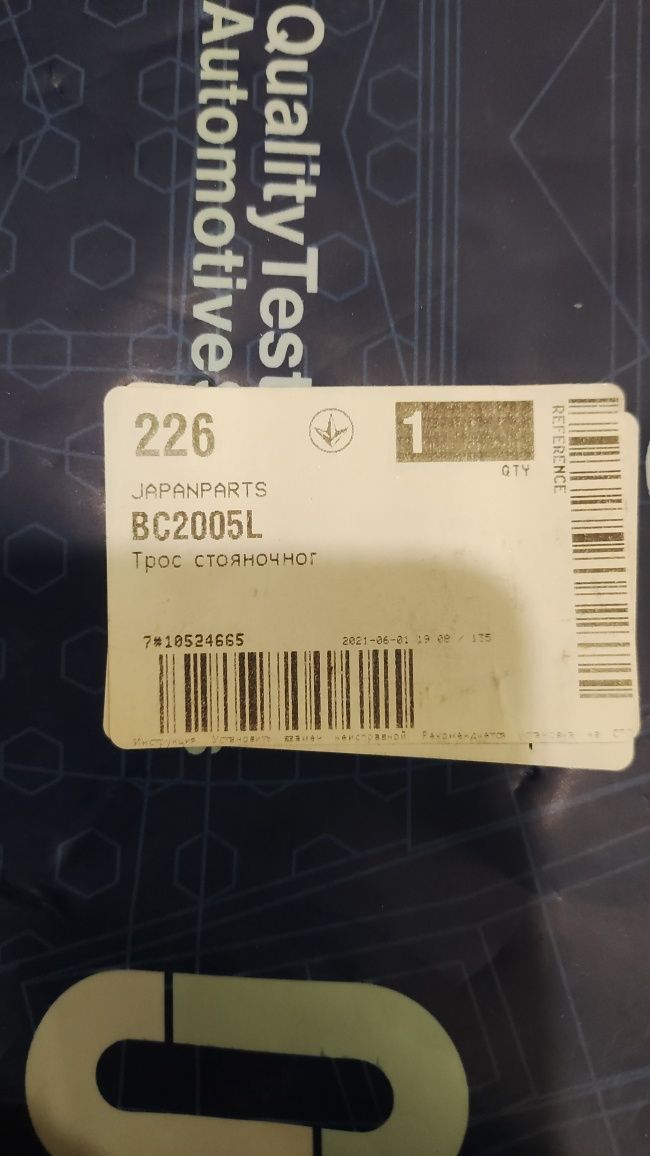 QualityTest
Automotive
226
1
QTY
REFERENCE
JAPANPARTS
BC2005L
Трос стояночног
7#10524665
2021-06-01 19 08 / 135
Инструкция Установить взамен неисправной Рекомендуется установка на СТО